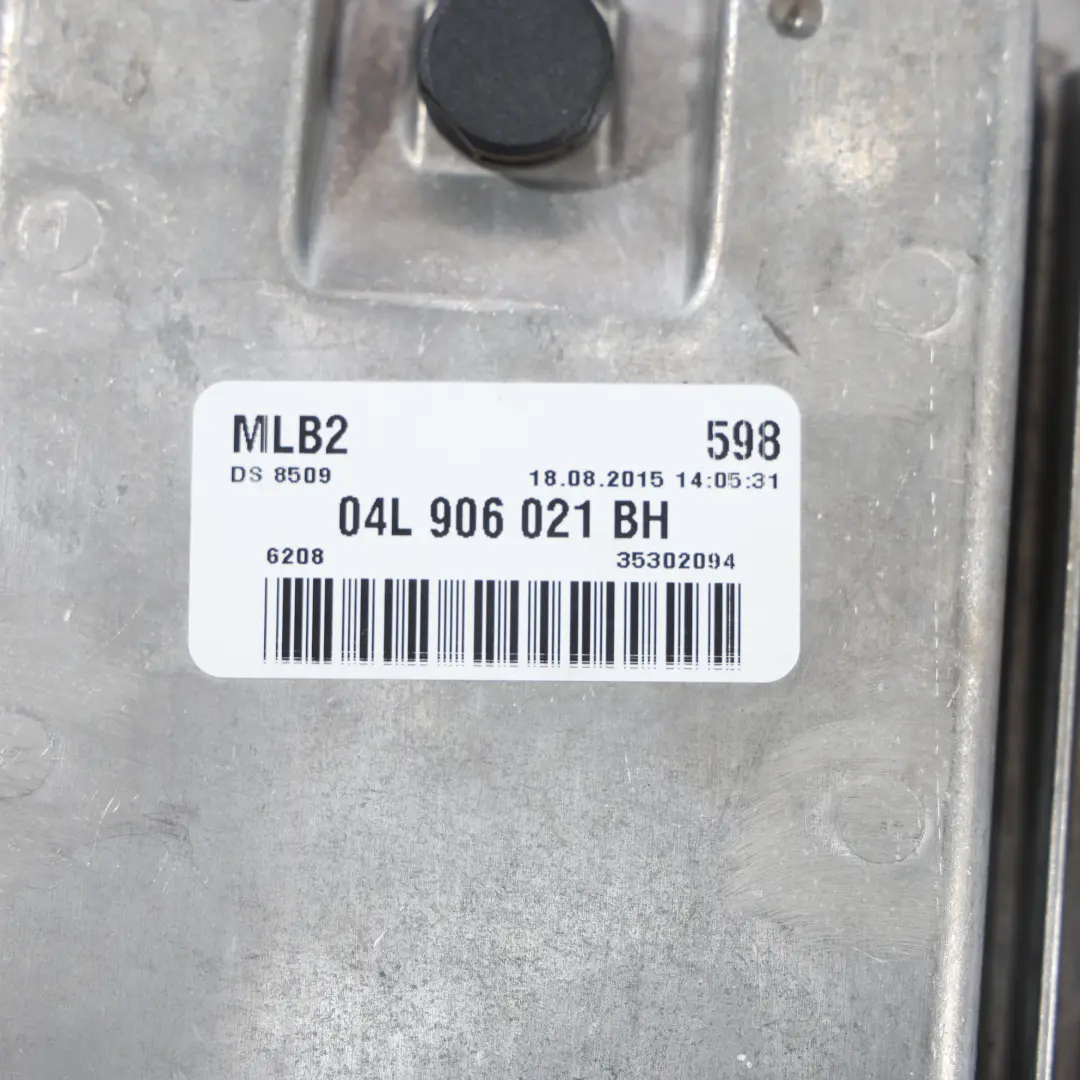 MLB2 598
DS 8509 18.08.2015 14:05:31
04L 906 021 BH
6208 35302094